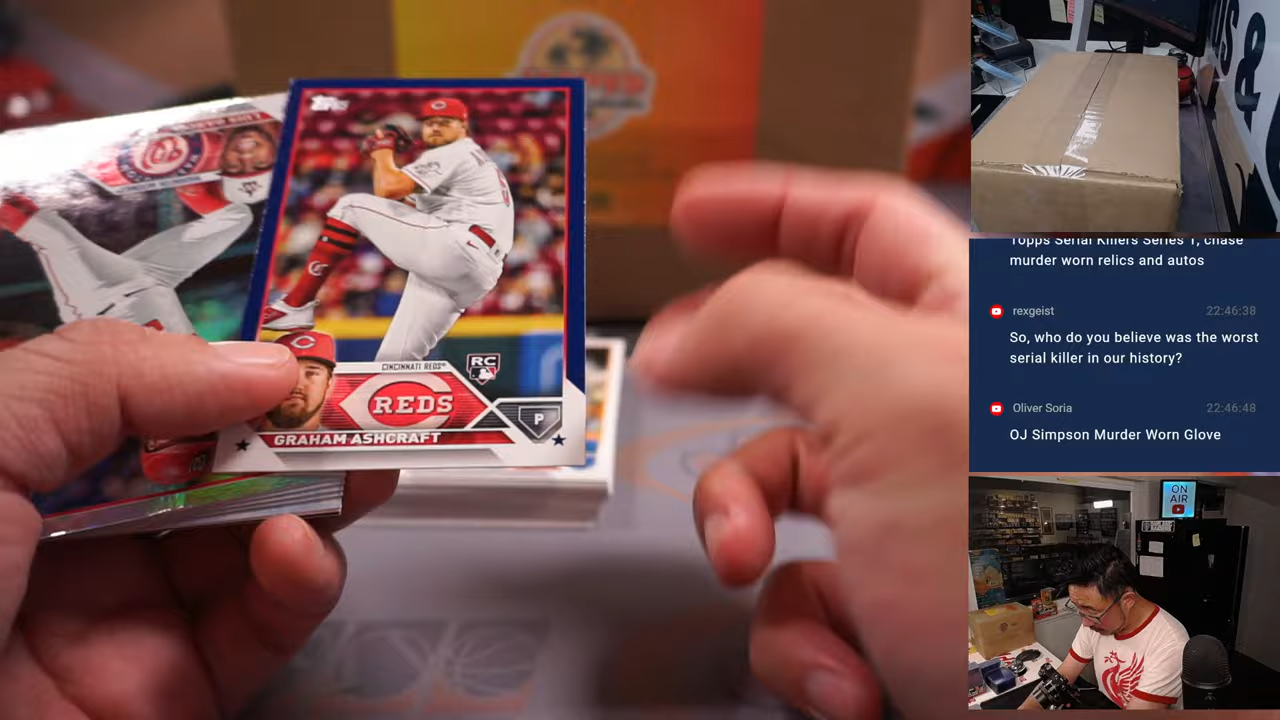 Topps
CINCINNATI REDS®
RC
REDS
P
GRAHAM ASHCRAFT
US &
Topps Serial Killers Series 1, chase
murder worn relics and autos
rexgeist
22:46:38
So, who do you believe was the worst
serial killer in our history?
Oliver Soria
22:46:48
OJ Simpson Murder Worn Glove
ON
AIR